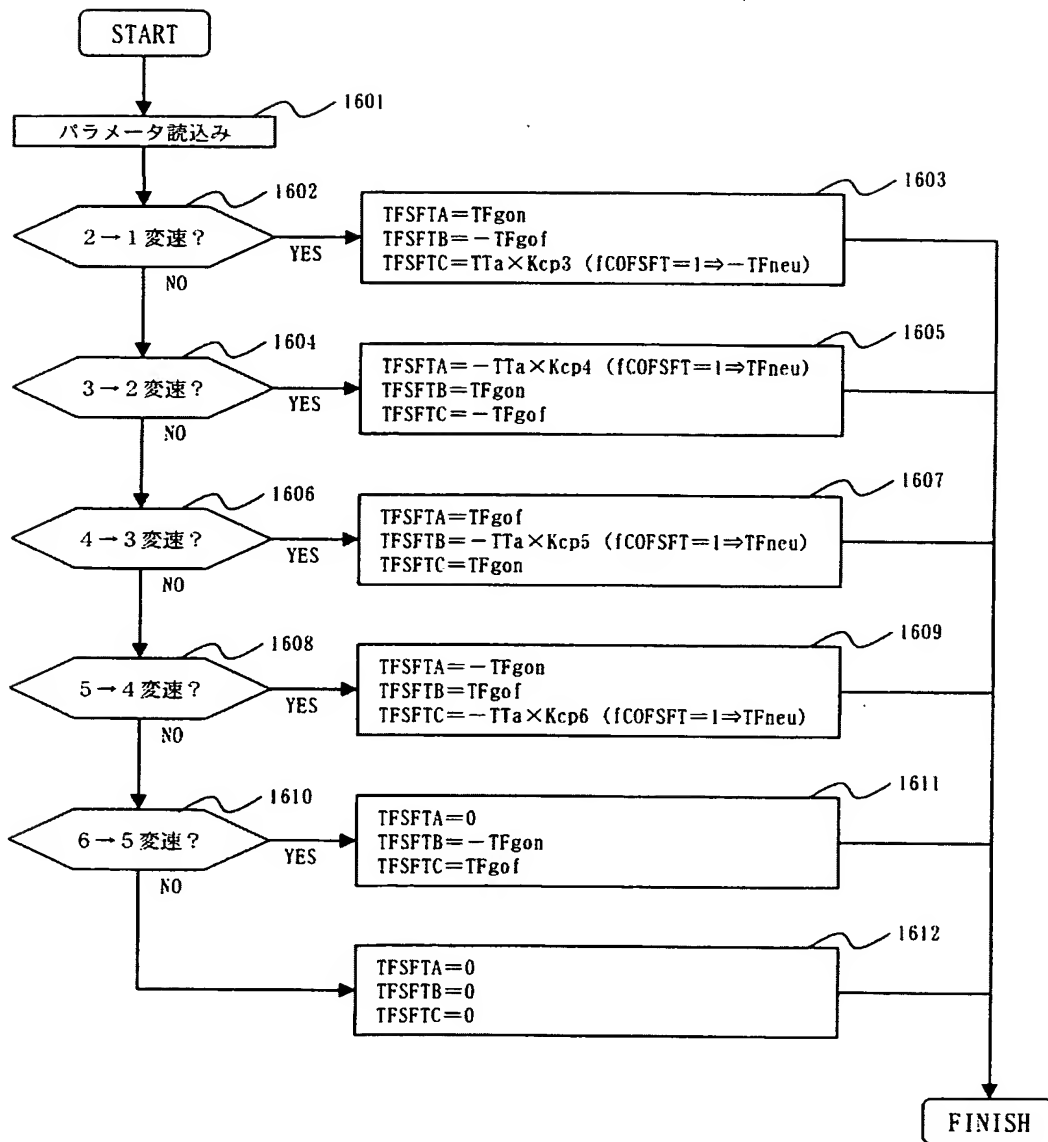 START
1601
パラメータ読込み
1602
2→1変速?
YES
NO
1603
TFSFTA=TFgon
TFSFTB=-TFgof
TFSFTC=TTa×Kcp3 (fCOFSFT=1⇒-TFneu)
1604
3→2変速?
YES
NO
1605
TFSFTA=-TTa×Kcp4 (fCOFSFT=1⇒TFneu)
TFSFTB=TFgon
TFSFTC=-TFgof
1606
4→3変速?
YES
NO
1607
TFSFTA=TFgof
TFSFTB=-TTa×Kcp5 (fCOFSFT=1⇒TFneu)
TFSFTC=TFgon
1608
5→4変速?
YES
NO
1609
TFSFTA=-TFgon
TFSFTB=TFgof
TFSFTC=-TTa×Kcp6 (fCOFSFT=1⇒TFneu)
1610
6→5変速?
YES
NO
1611
TFSFTA=0
TFSFTB=-TFgon
TFSFTC=TFgof
1612
TFSFTA=0
TFSFTB=0
TFSFTC=0
FINISH